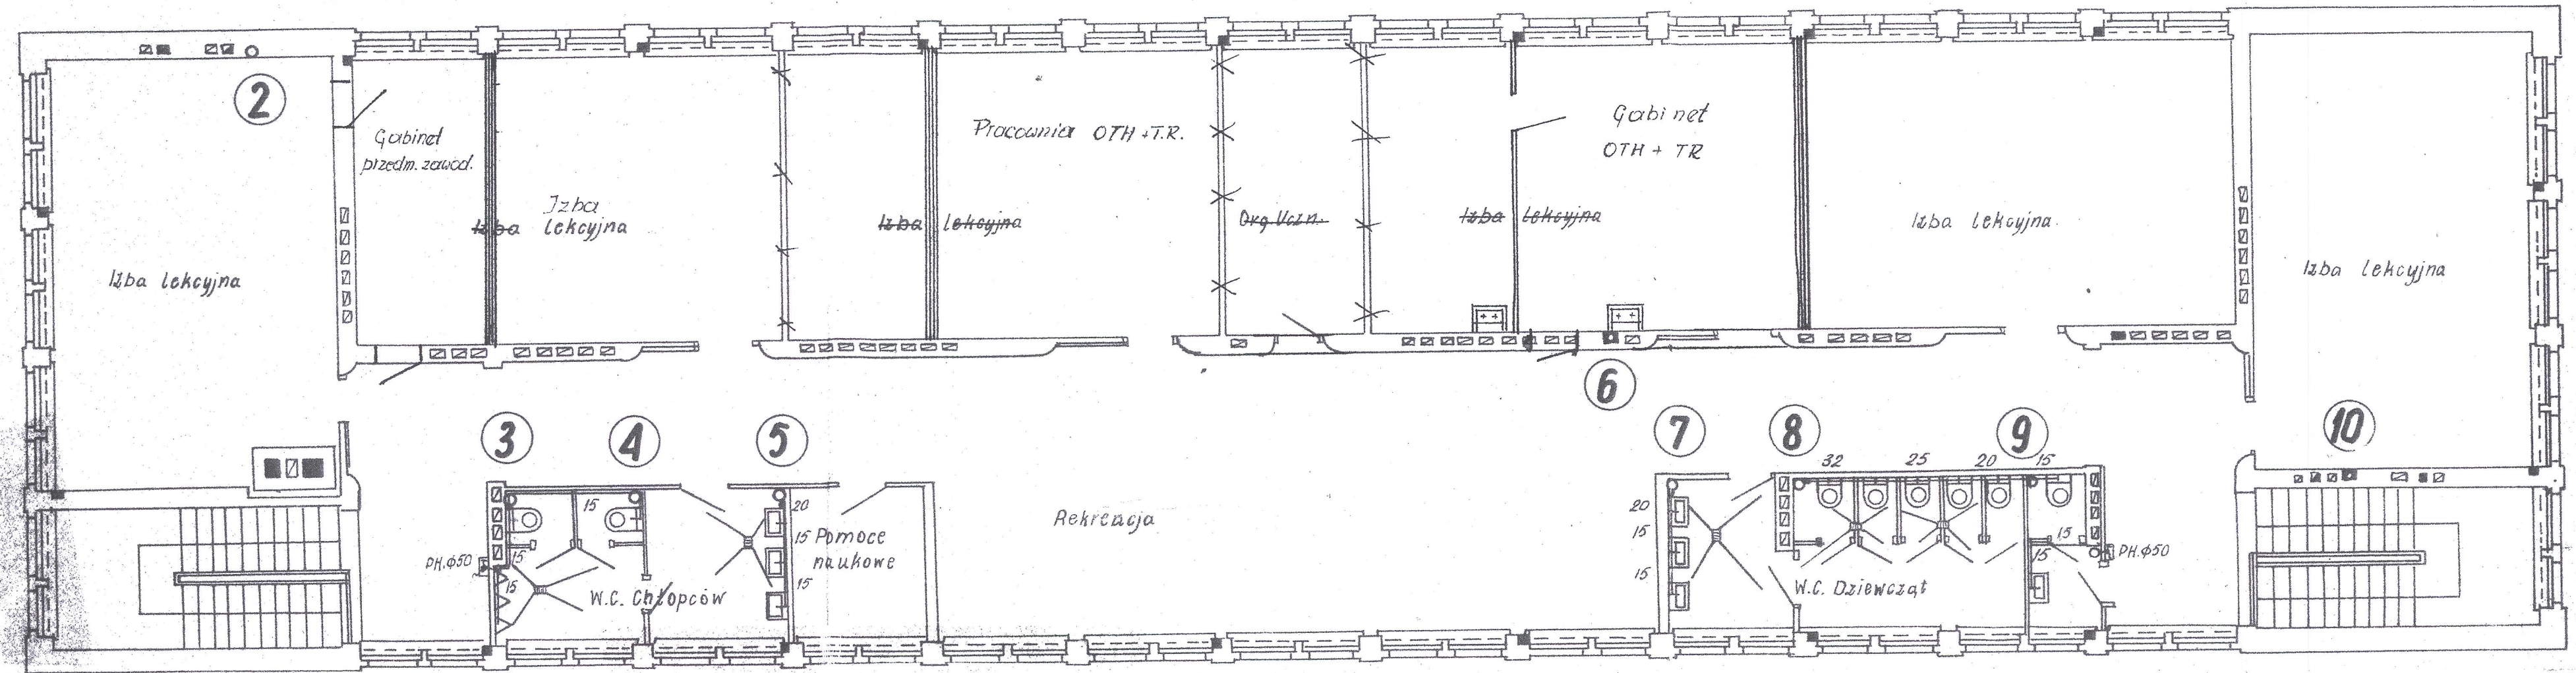 2
Gabinet
przedm. zawod.
Izba
Izba lekcyjna
Izba lekcyjna
Izba lekcyjna
Pracownia OTH + T.R.
Org. Uczn.
Gabinet
OTH + TR
Izba lekcyjna
Izba lekcyjna
Izba lekcyjna
6
3
4
5
7
8
9
10
32
25
20
15
15
20
15
Pomoce
naukowe
15
PH.φ50
15
15
W.C. Chłopców
Rekreacja
20
15
15
W.C. Dziewcząt
15
15
PH.φ50